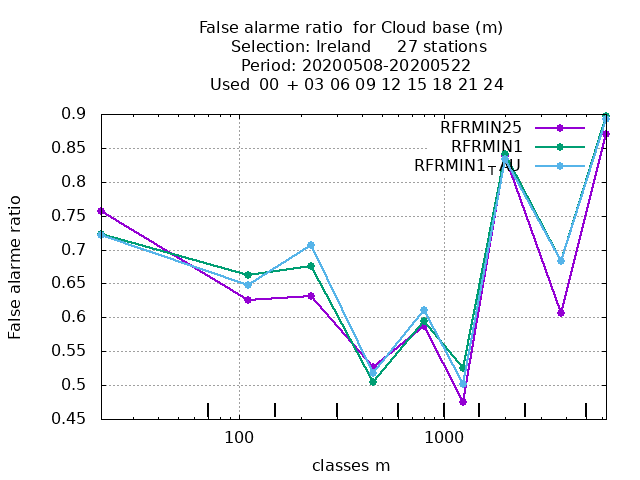 False alarme ratio  for Cloud base (m)
Selection: Ireland     27 stations
Period: 20200508-20200522
Used  00 + 03 06 09 12 15 18 21 24
RFRMIN25
RFRMIN1
RFRMIN1TAU
0.9
0.85
0.8
0.75
0.7
0.65
0.6
0.55
0.5
0.45
False alarme ratio
100
1000
classes m